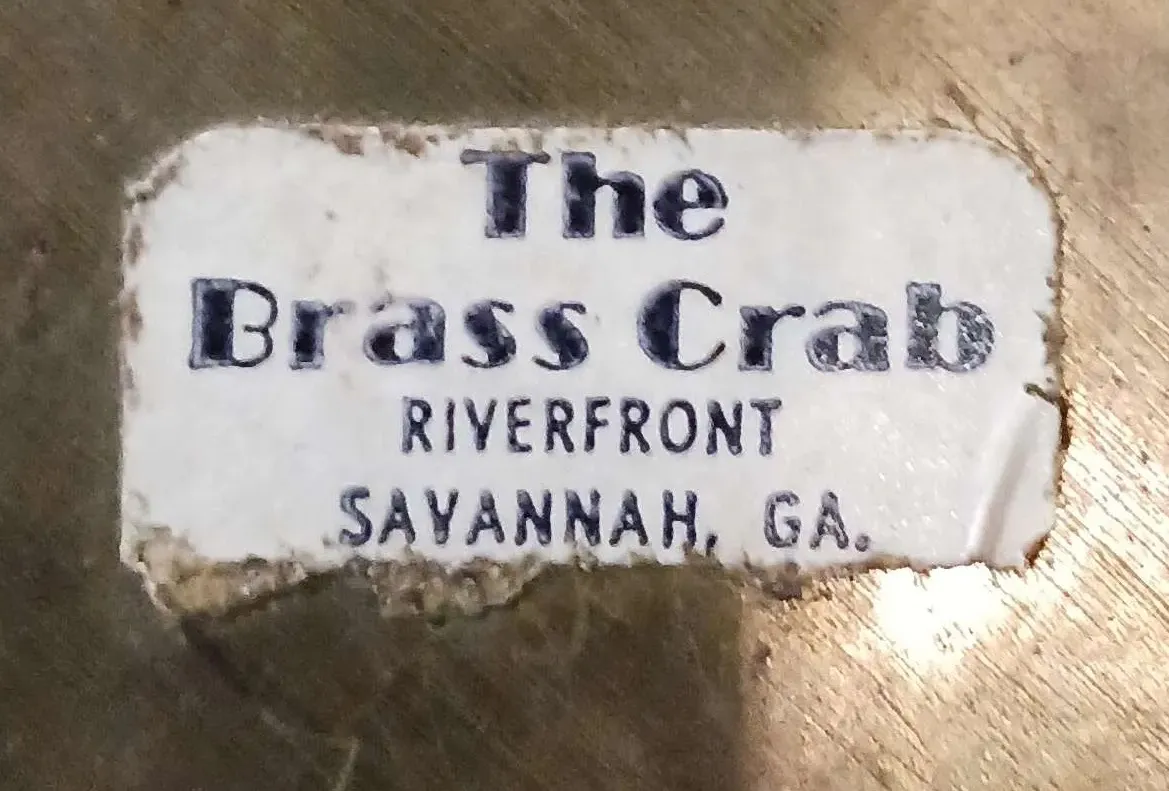 The
Brass Crab
RIVERFRONT
SAVANNAH, GA.